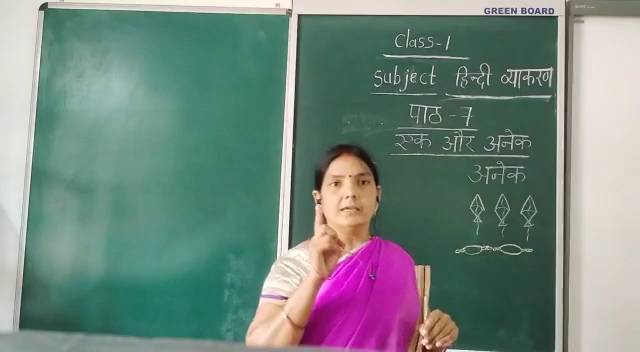 GREEN BOARD
Class-1
Subject हिन्दी व्याकरण
पाठ-7
एक और अनेक
अनेक